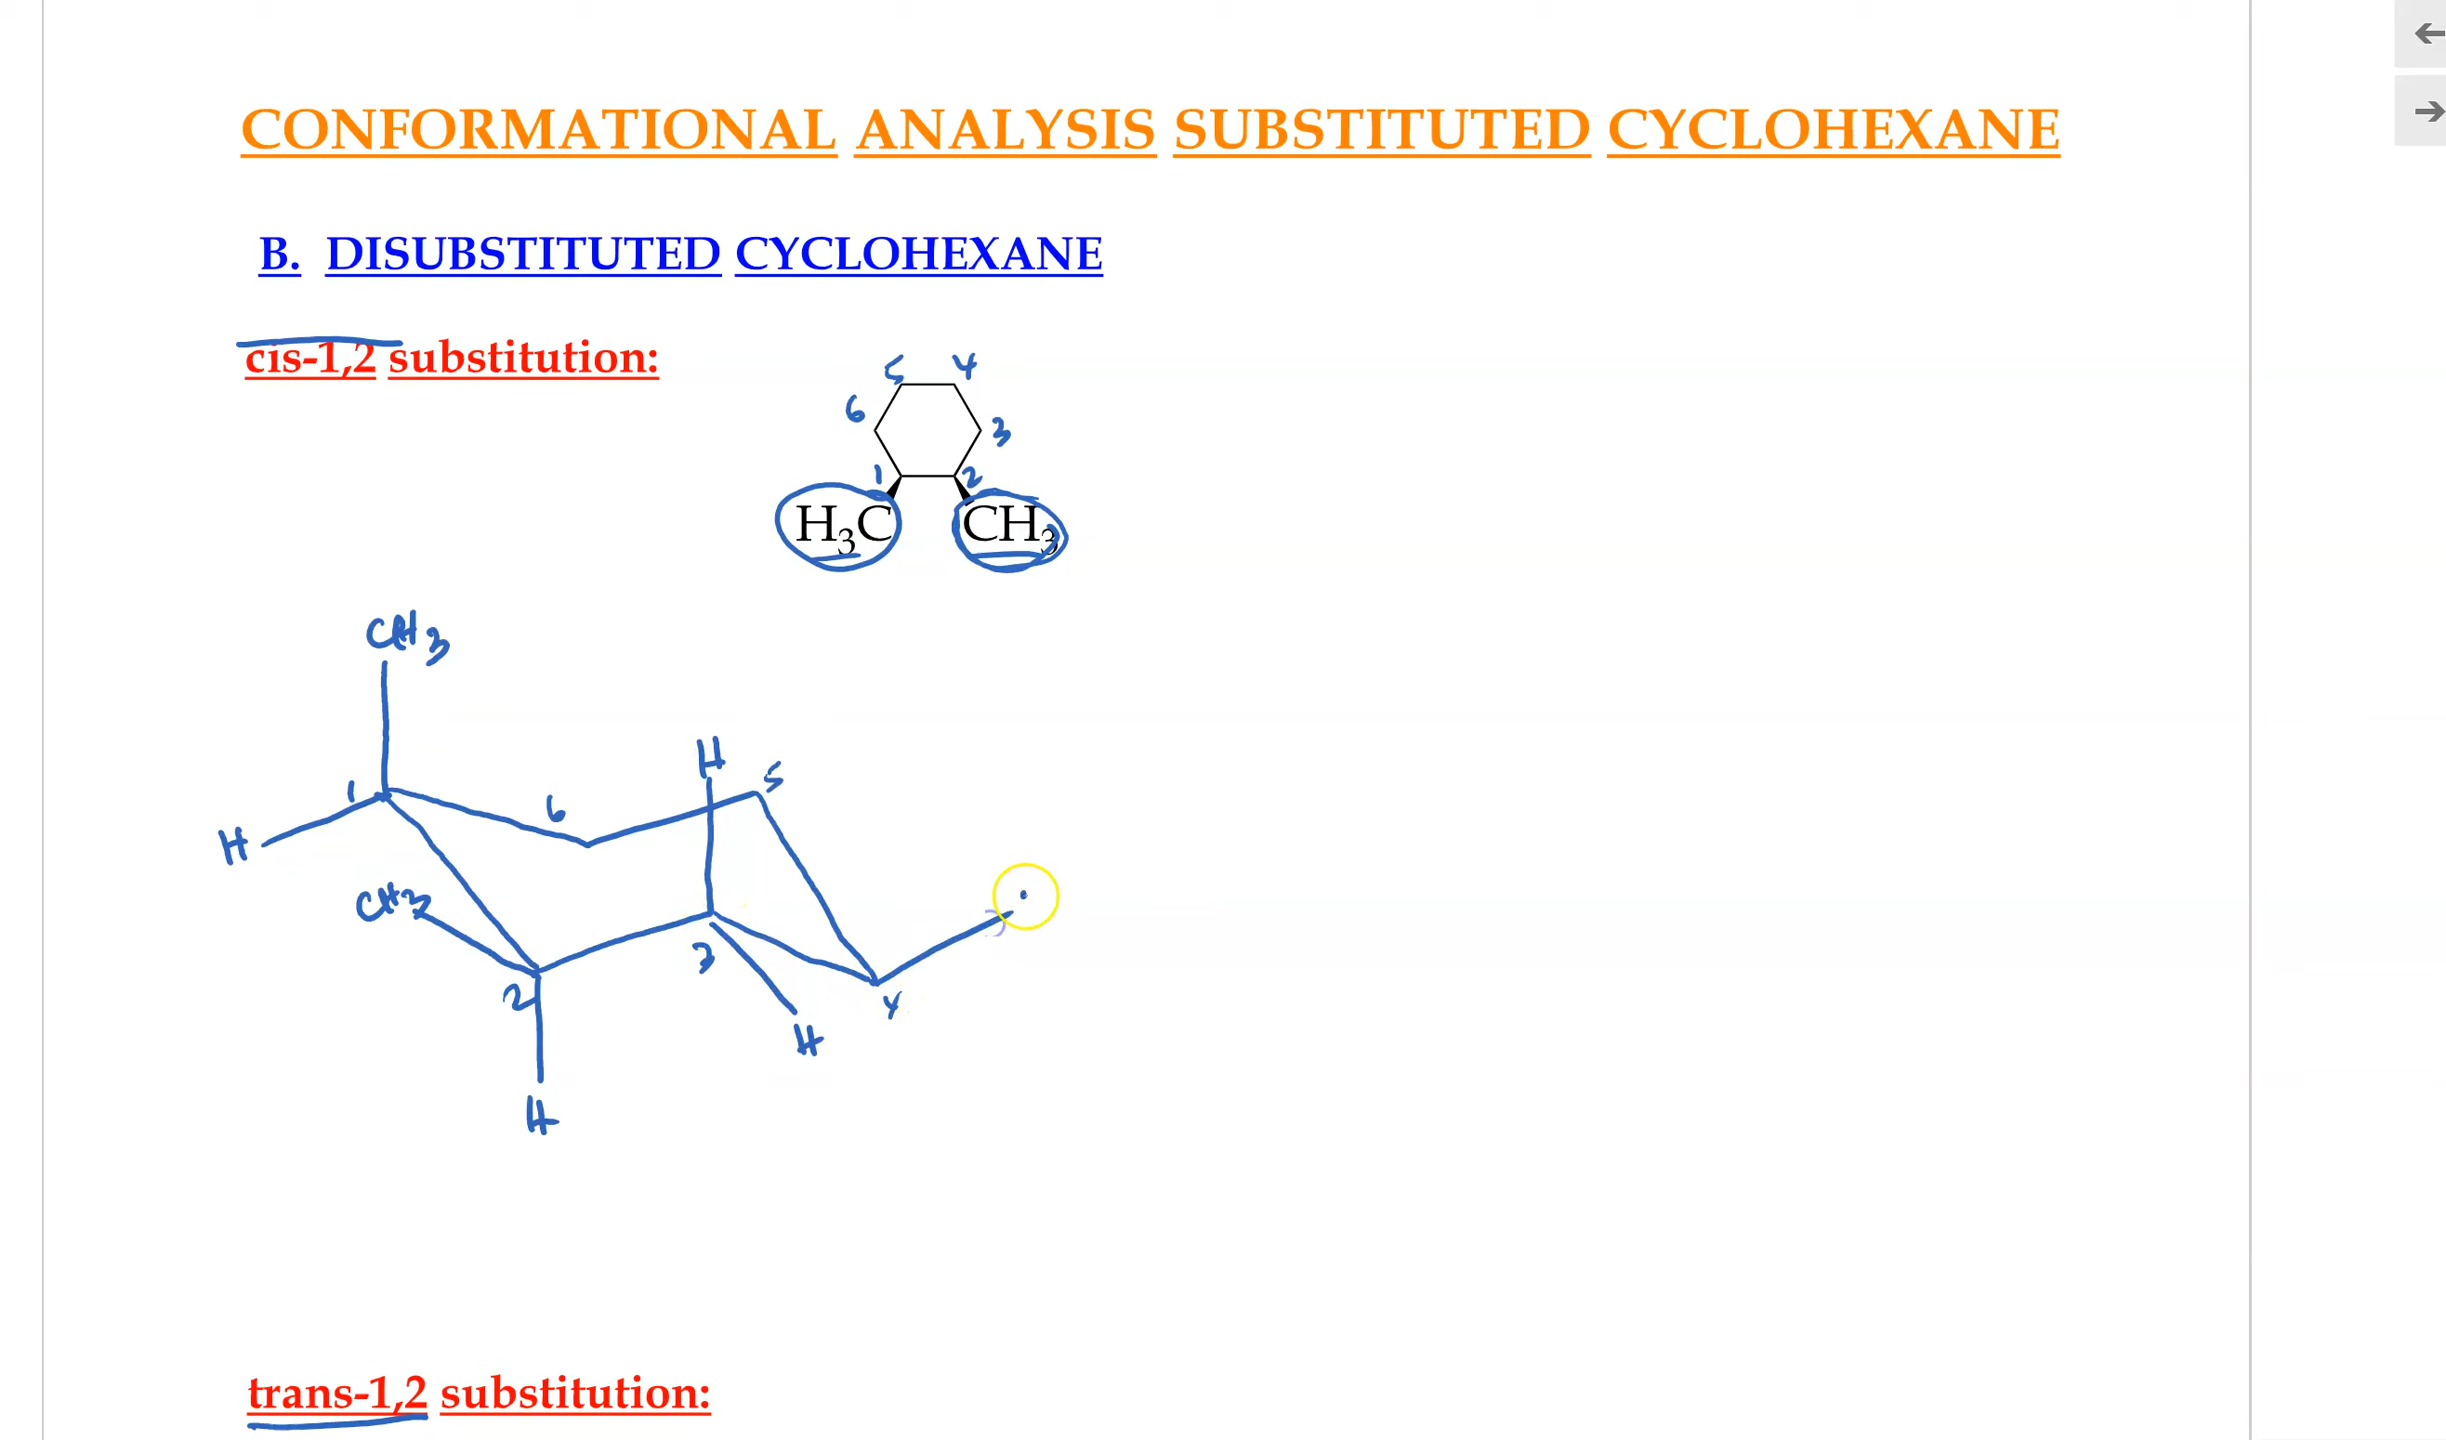 CONFORMATIONAL ANALYSIS SUBSTITUTED CYCLOHEXANE
B. DISUBSTITUTED CYCLOHEXANE
cis-1,2 substitution:
5 4
6 3
1 2
H₃C CH₃
CH₃
H 5
1 6
H
CH₃
3
2 4
H
H
trans-1,2 substitution: